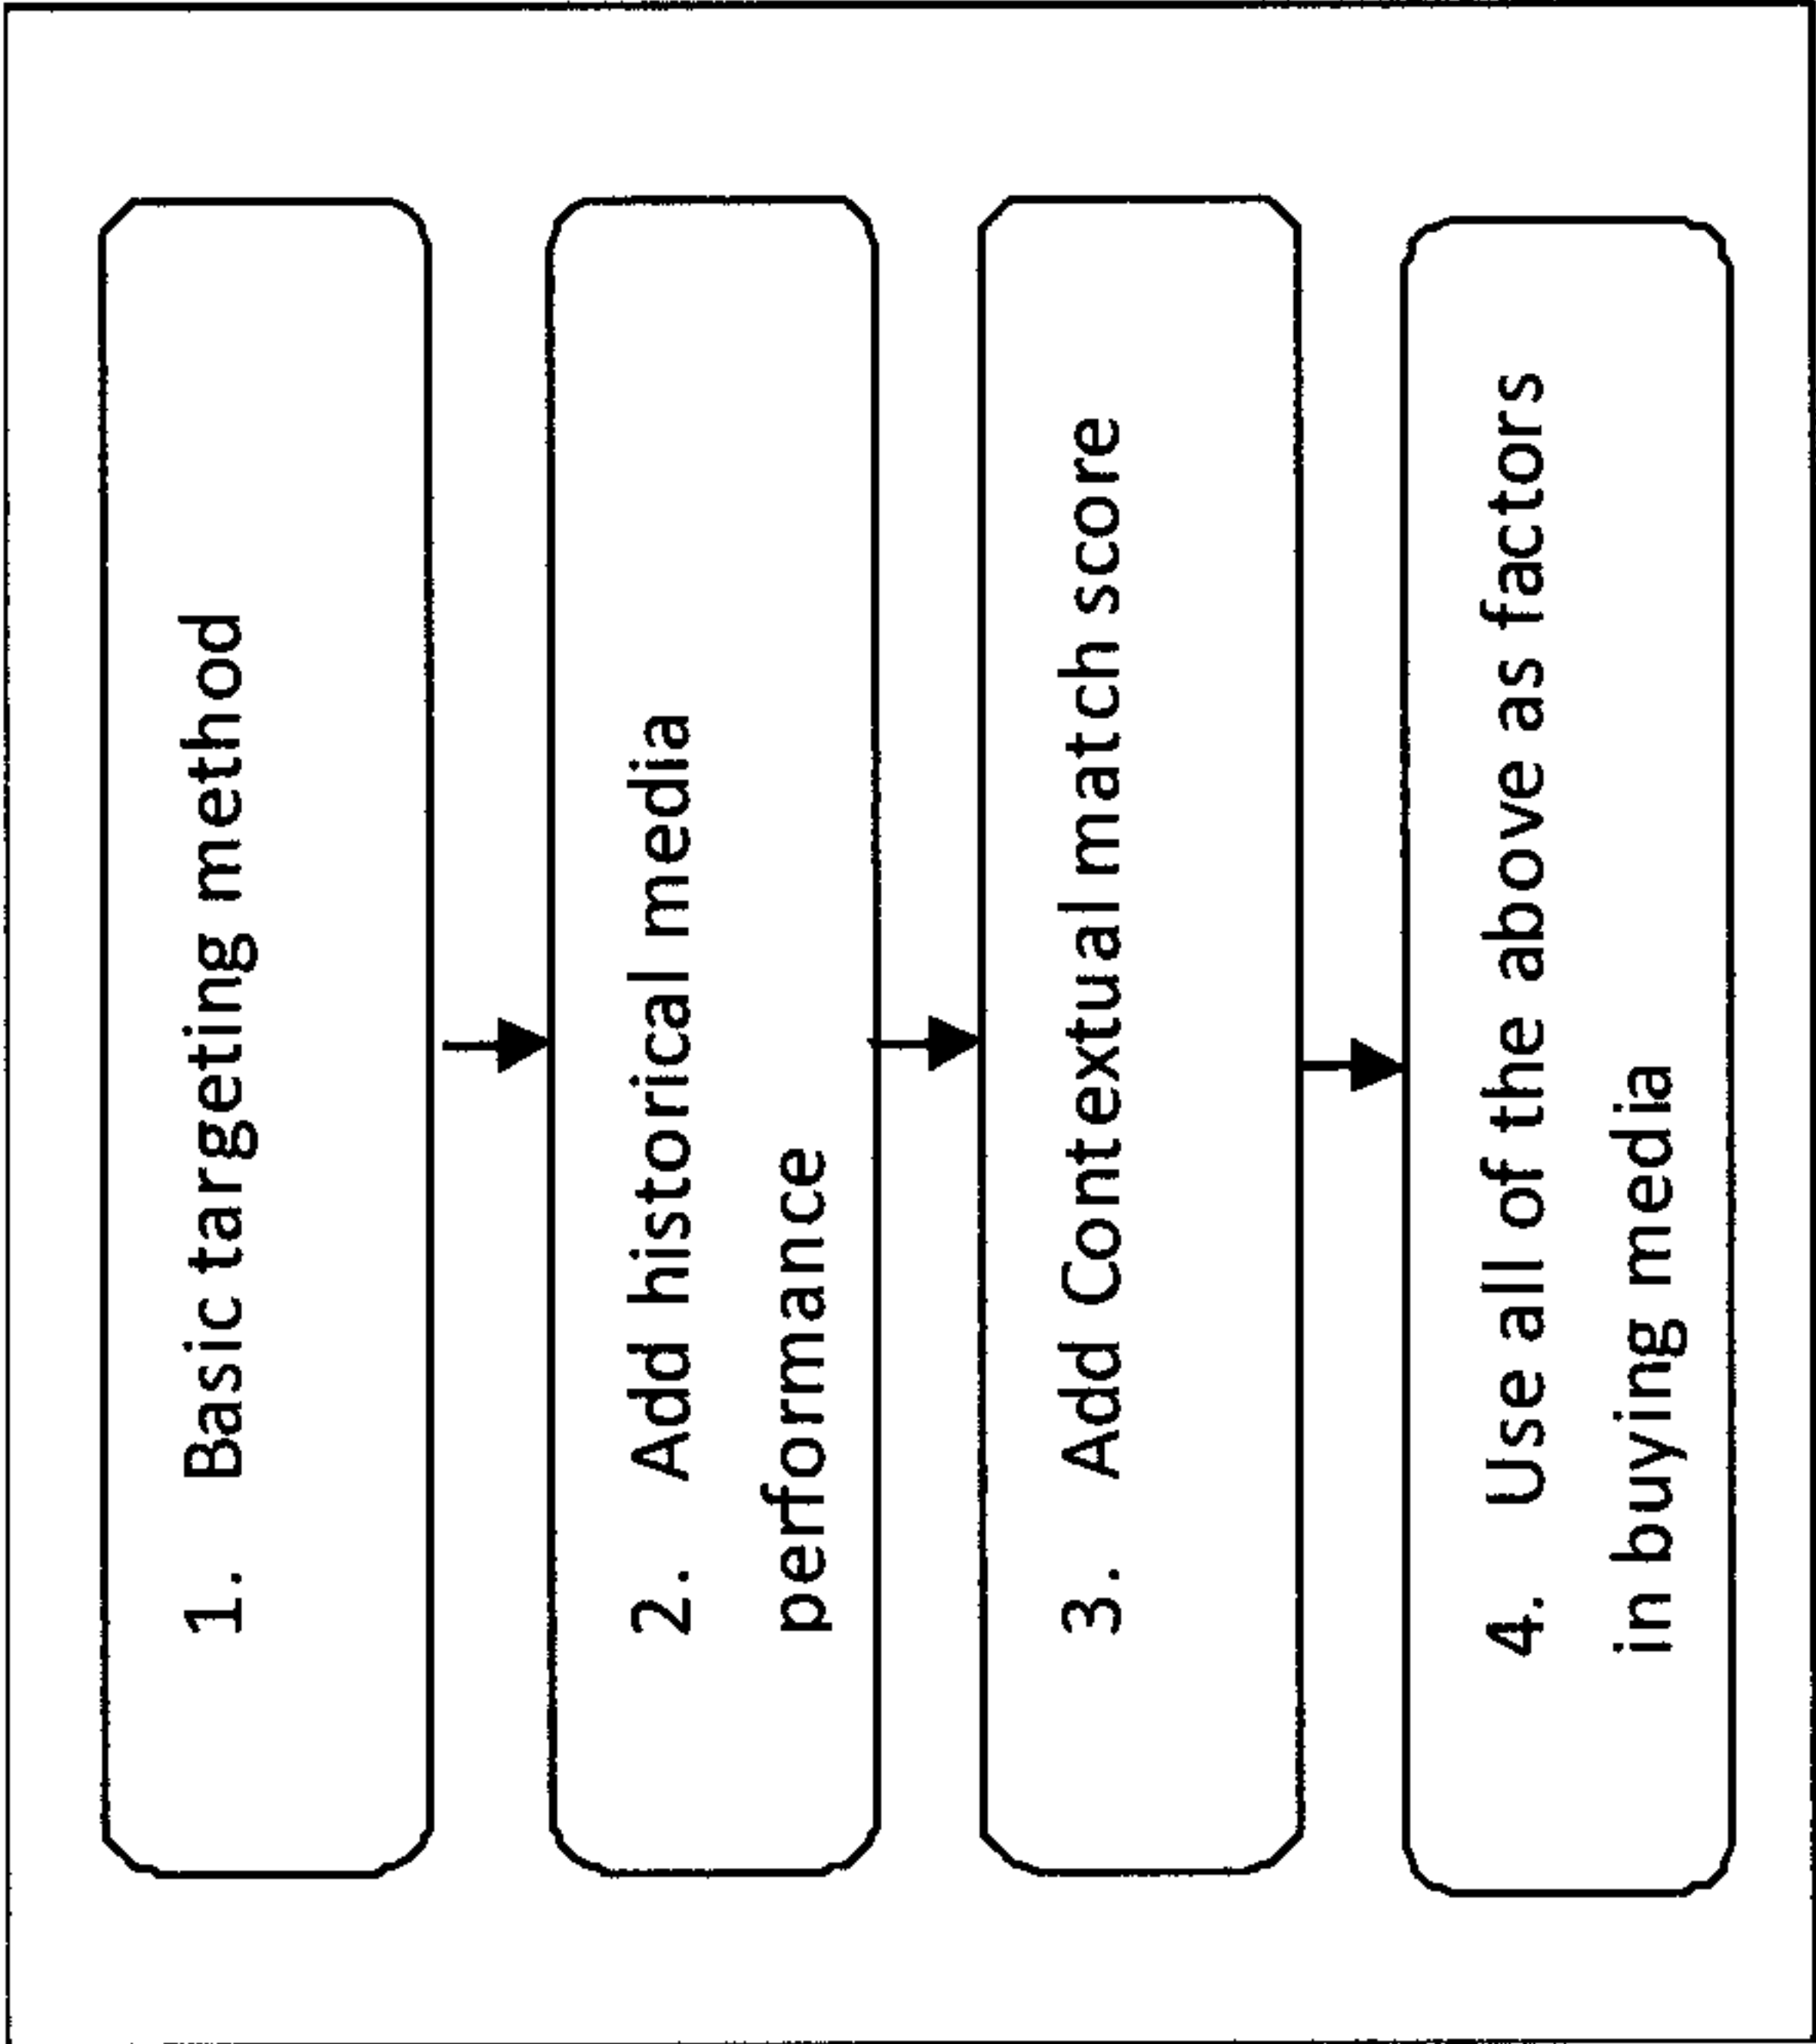 1. Basic targeting method
2. Add historical media
performance
3. Add Contextual match score
4. Use all of the above as factors
in buying media